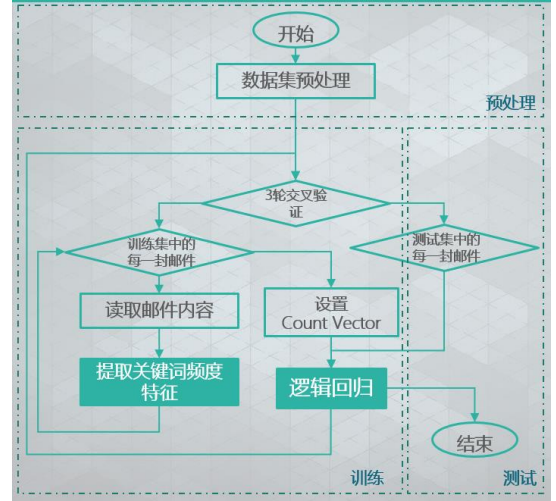 开始
数据集预处理
预处理
3轮交叉验
证
训练集中的
每一封邮件
测试集中的
每一封邮件
读取邮件内容
设置
Count Vector
提取关键词频度
特征
逻辑回归
结束
训练
测试